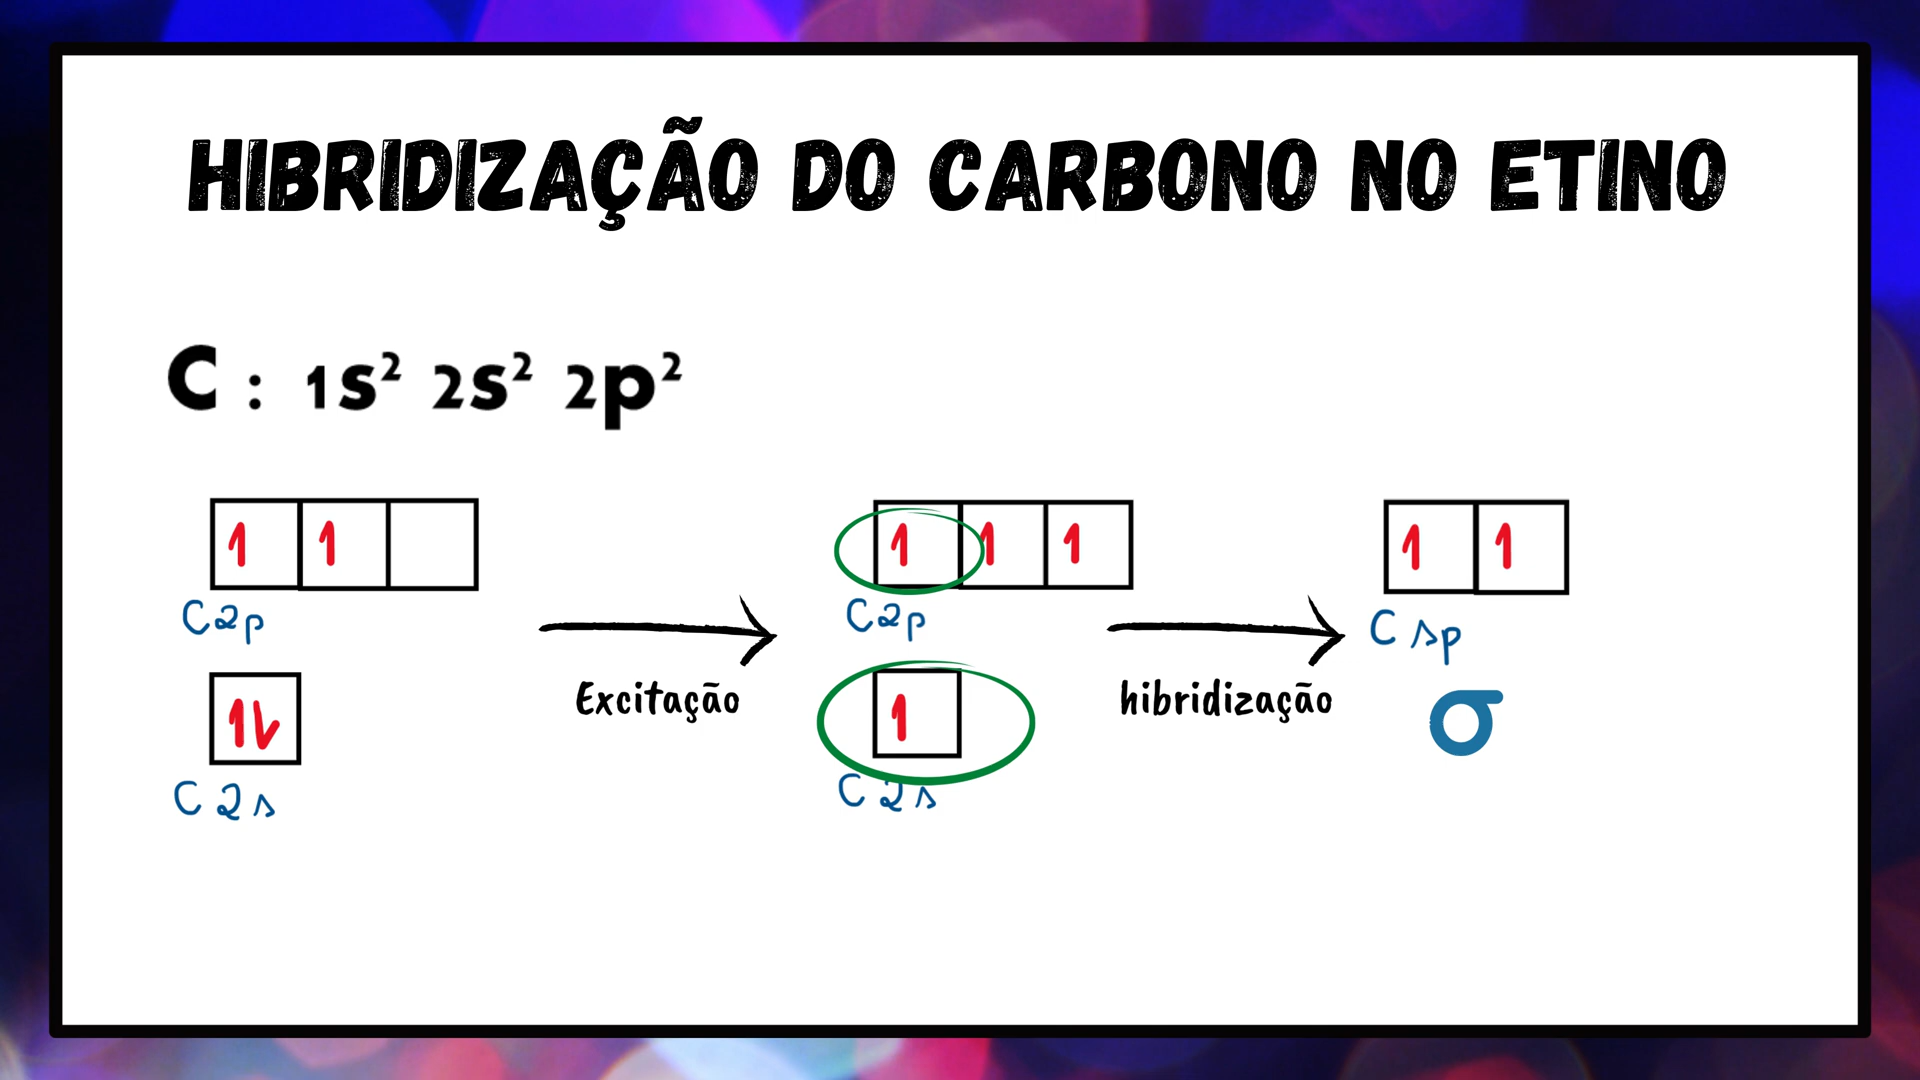 HIBRIDIZAÇÃO DO CARBONO NO ETINO
C : 1s² 2s² 2p²
1 1
C2p
1 1 1
C2p
1 1
C sp
Excitação
hibridização
σ
1L
C 2s
1
C 2s